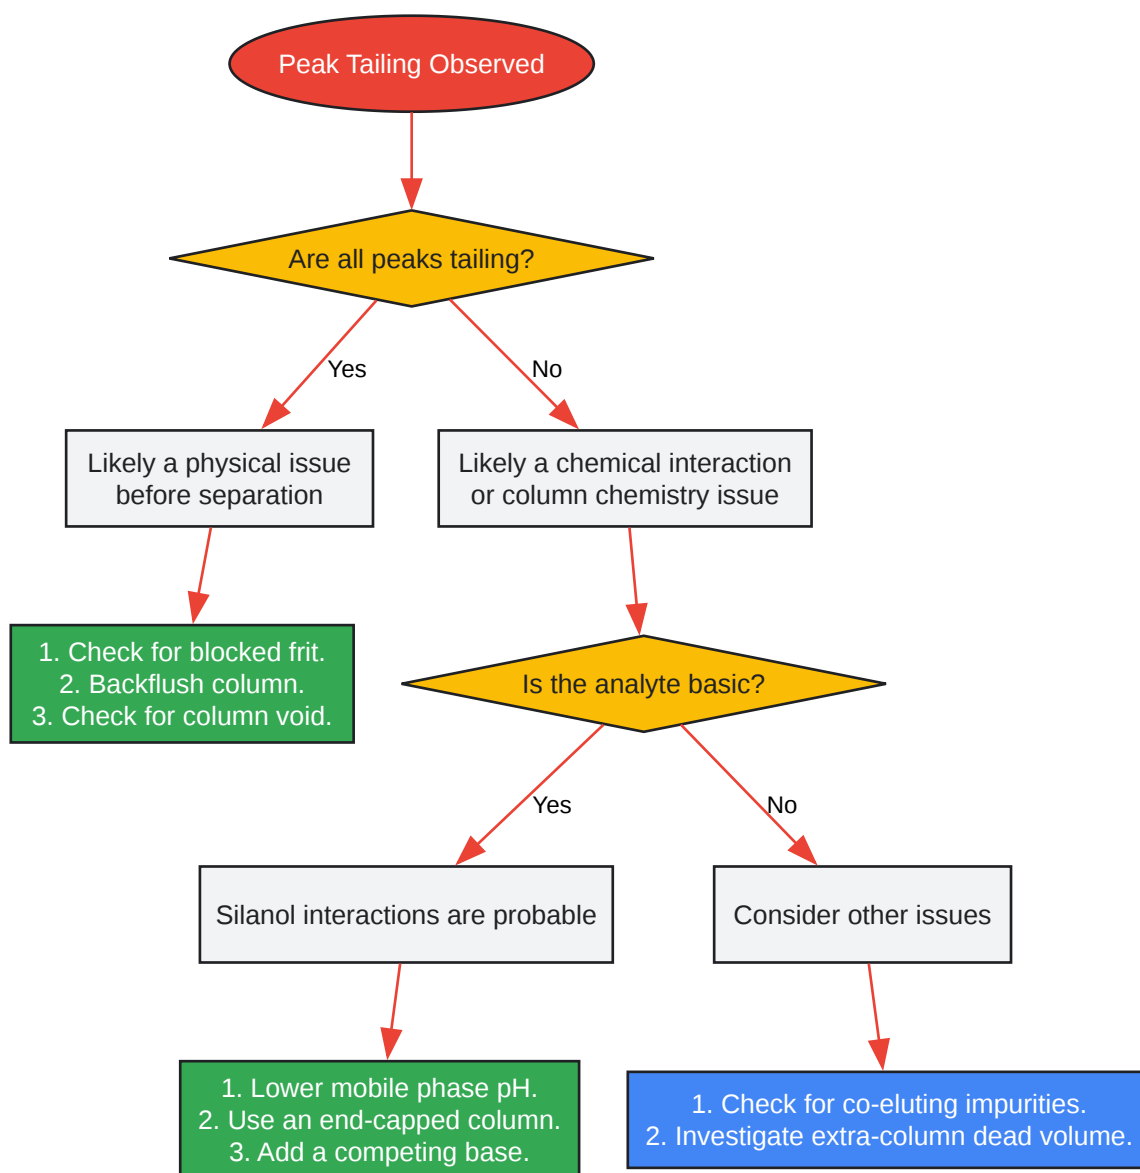 Peak Tailing Observed
Are all peaks tailing?
Yes
No
Likely a physical issue
before separation
Likely a chemical interaction
or column chemistry issue
1. Check for blocked frit.
2. Backflush column.
3. Check for column void.
Is the analyte basic?
Yes
No
Silanol interactions are probable
Consider other issues
1. Lower mobile phase pH.
2. Use an end-capped column.
3. Add a competing base.
1. Check for co-eluting impurities.
2. Investigate extra-column dead volume.